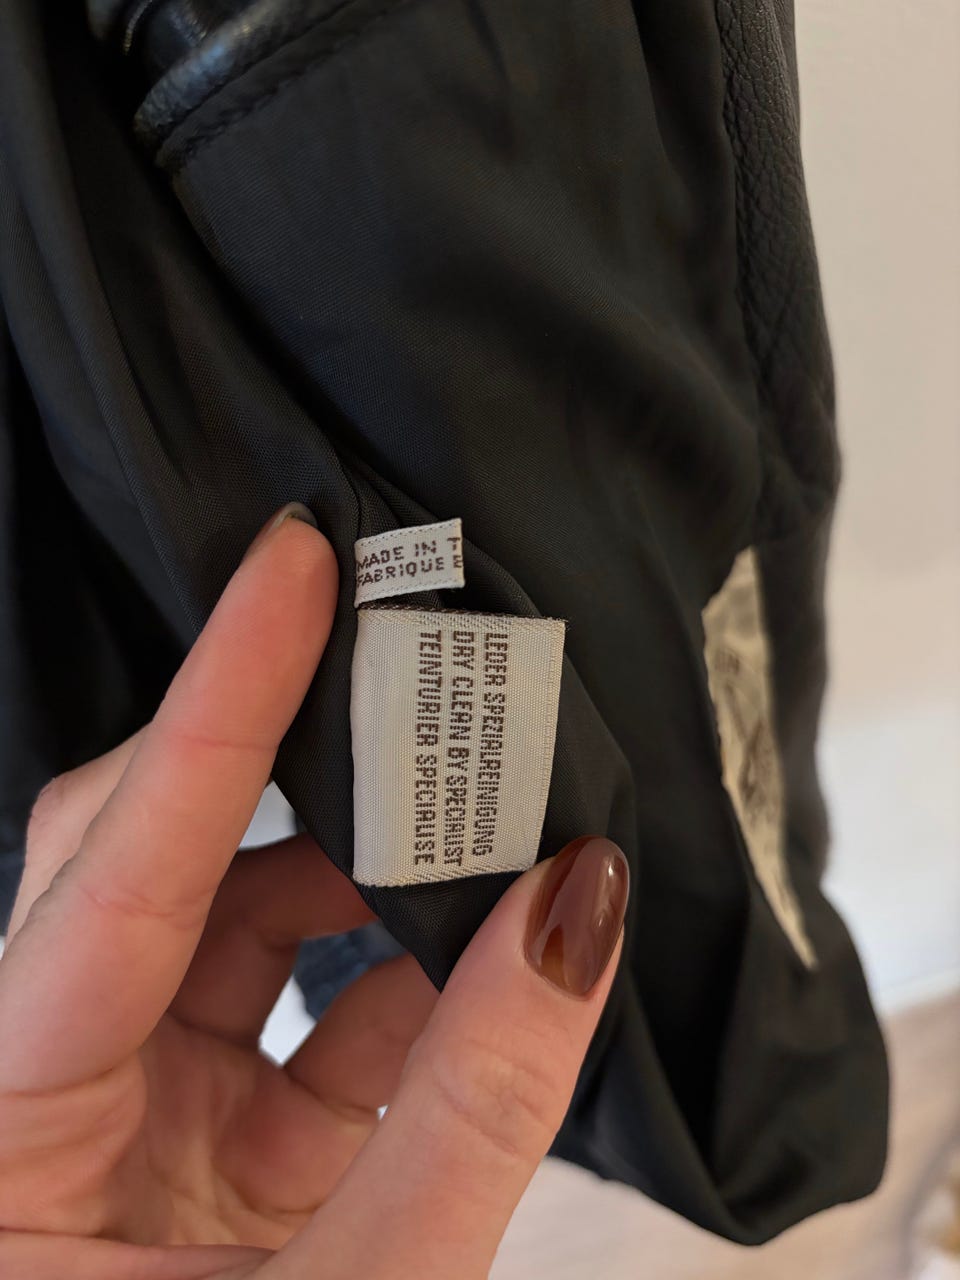 MADE IN
FABRIQUE
LEDER SPEZIALREINIGUNG
DRY CLEAN BY SPECIALIST
TEINTURIER SPECIALISE